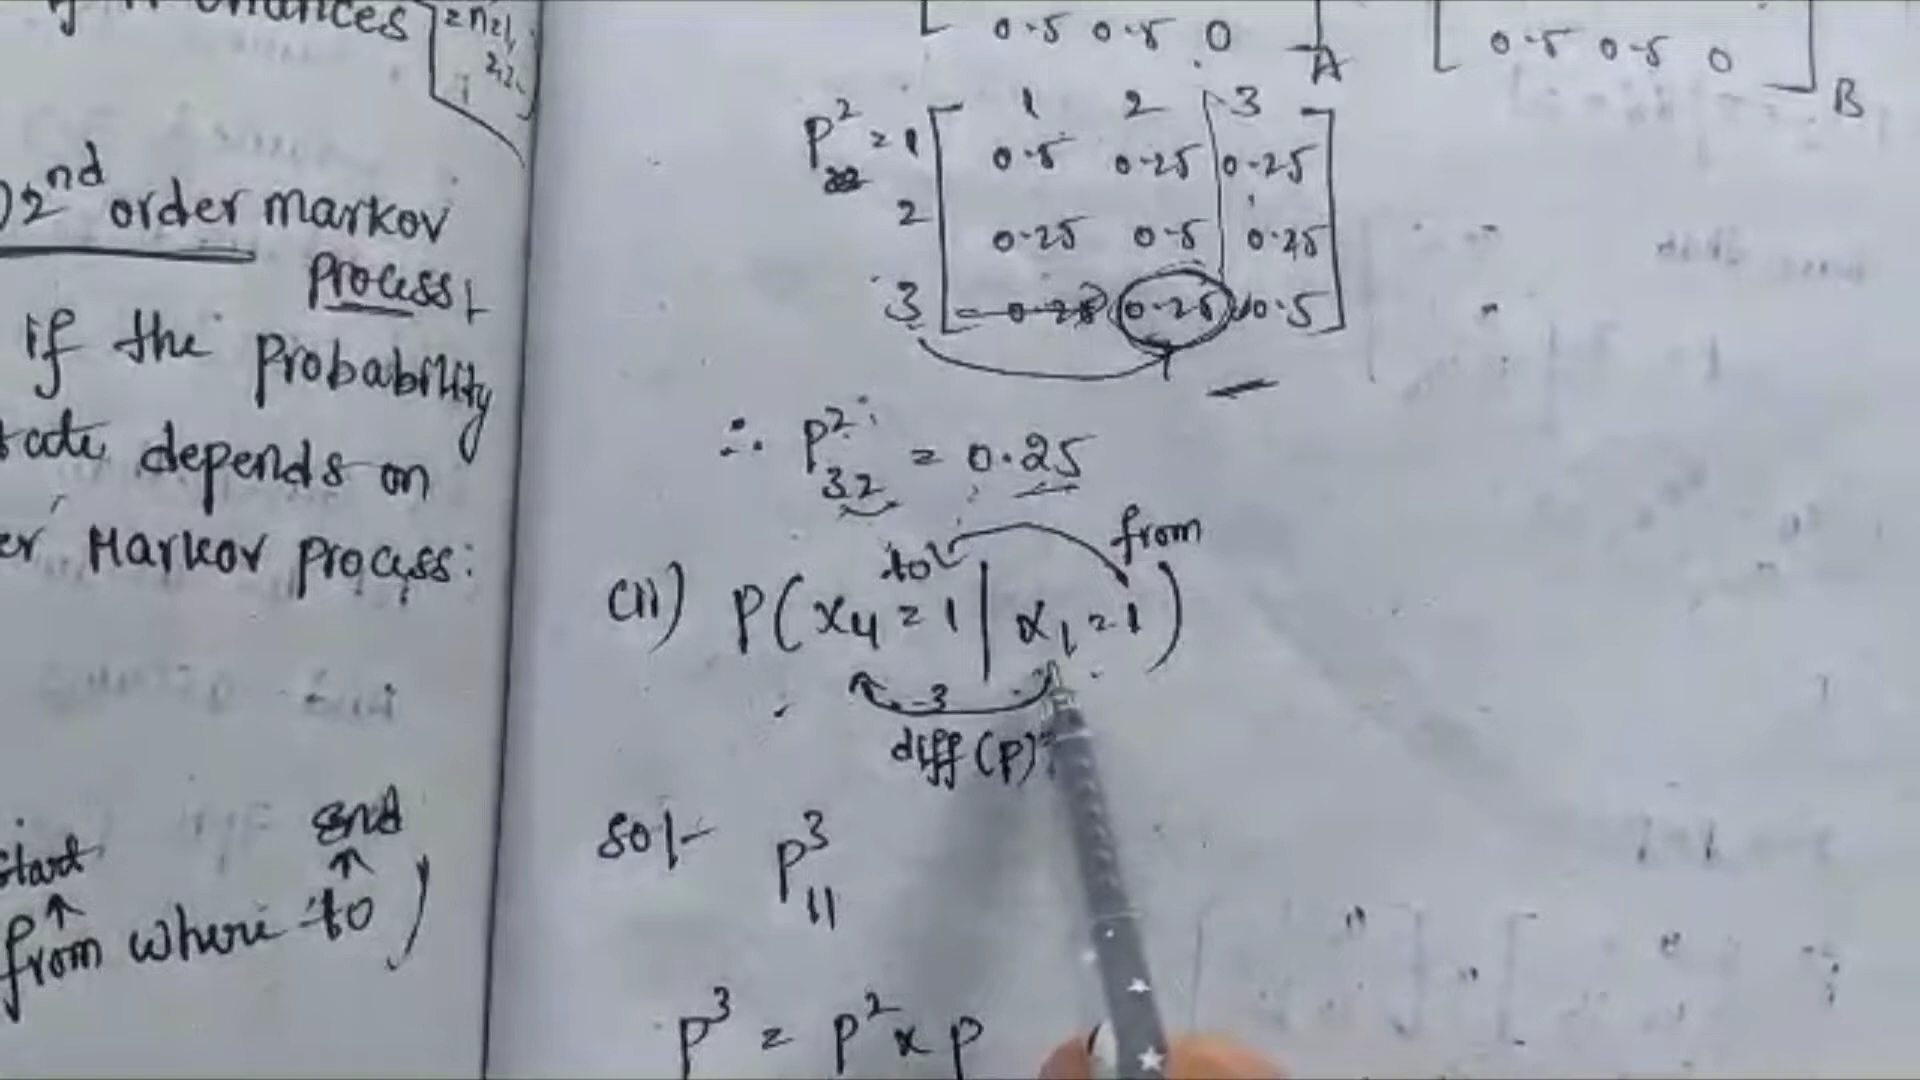 chances
2nd order markov
process
if the probability
depends on
Markov process:
start end
from where to)
0.5 0.5 0 A
0.5 0.5 0 B
1 2 3
P² = 1 0.5 0.25 0.25
2 0.25 0.5 0.25
3 0.25 0.25 0.5
∴ P²32 = 0.25
to from
(ii) P(x4 = 1 | x1 = 1)
3
diff (P)
Sol- P³11
P³ = P² x P